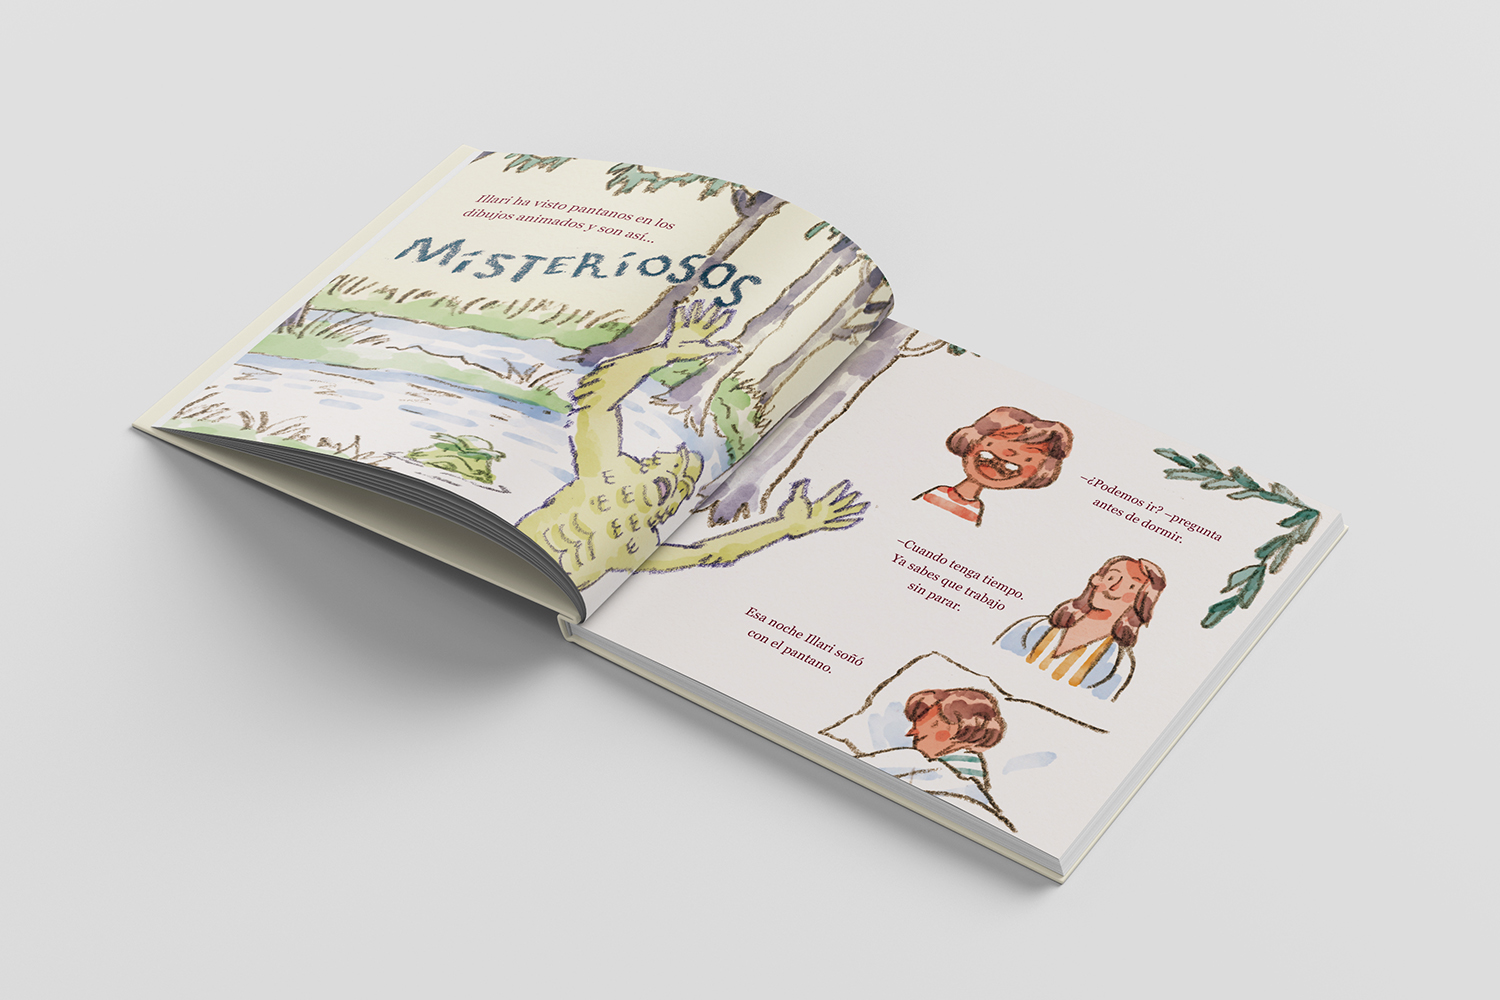 Illari ha visto pantanos en los
dibujos animados y son así...
MISTERIOSOS
–¿Podemos ir? –pregunta
antes de dormir.
–Cuando tenga tiempo.
Ya sabes que trabajo
sin parar.
Esa noche Illari soñó
con el pantano.